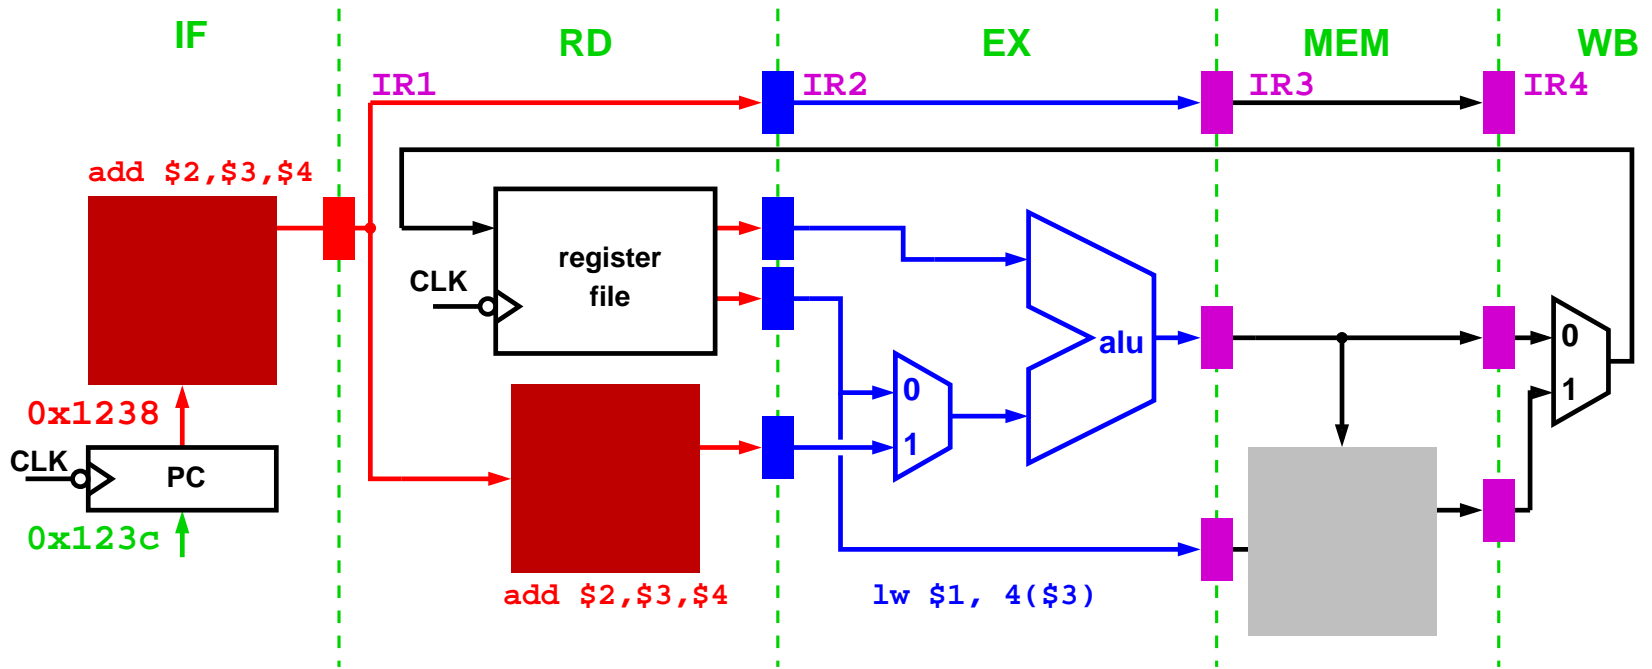 IF
RD
EX
MEM
WB
IR1
IR2
IR3
IR4
add $2,$3,$4
register
file
CLK
alu
0
1
0
1
0x1238
CLK
PC
0x123c
add $2,$3,$4
lw $1, 4($3)